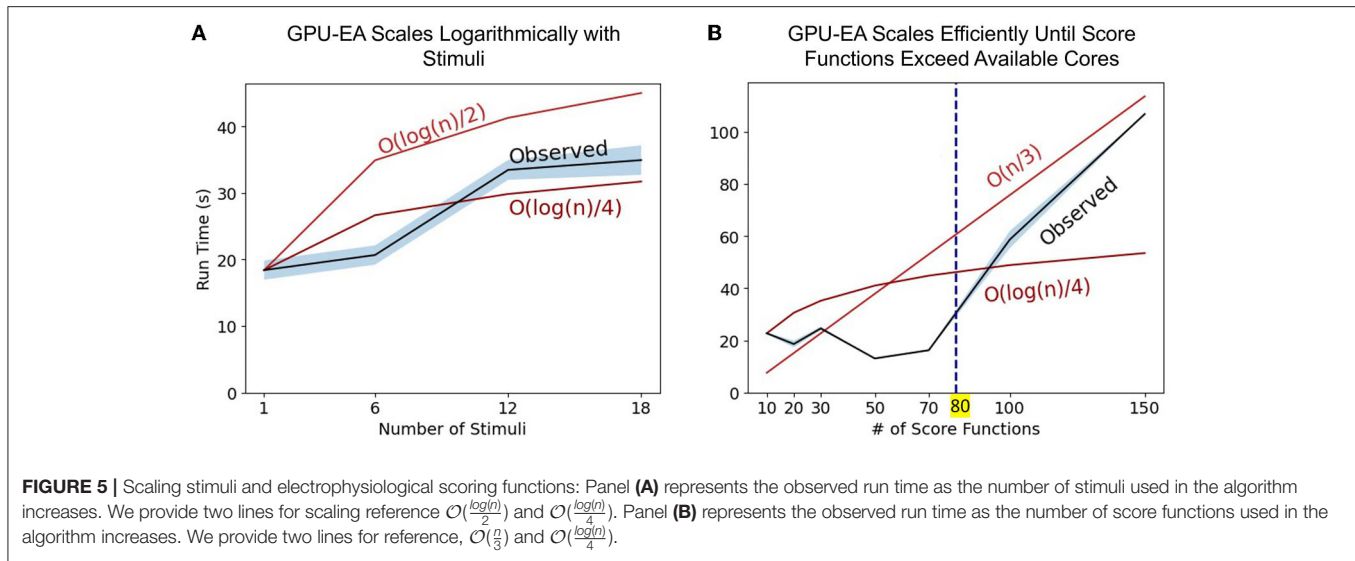 A
GPU-EA Scales Logarithmically with
Stimuli
Run Time (s)
40
30
20
10
0
O(log(n)/2)
Observed
O(log(n)/4)
1 6 12 18
Number of Stimuli
B
GPU-EA Scales Efficiently Until Score
Functions Exceed Available Cores
100
80
60
40
20
0
O(n/3)
Observed
O(log(n)/4)
10 20 30 50 70 80 100 150
# of Score Functions
FIGURE 5 | Scaling stimuli and electrophysiological scoring functions: Panel (A) represents the observed run time as the number of stimuli used in the algorithm
increases. We provide two lines for scaling reference 𝒪(log(n)/2) and 𝒪(log(n)/4). Panel (B) represents the observed run time as the number of score functions used in the
algorithm increases. We provide two lines for reference, 𝒪(n/3) and 𝒪(log(n)/4).